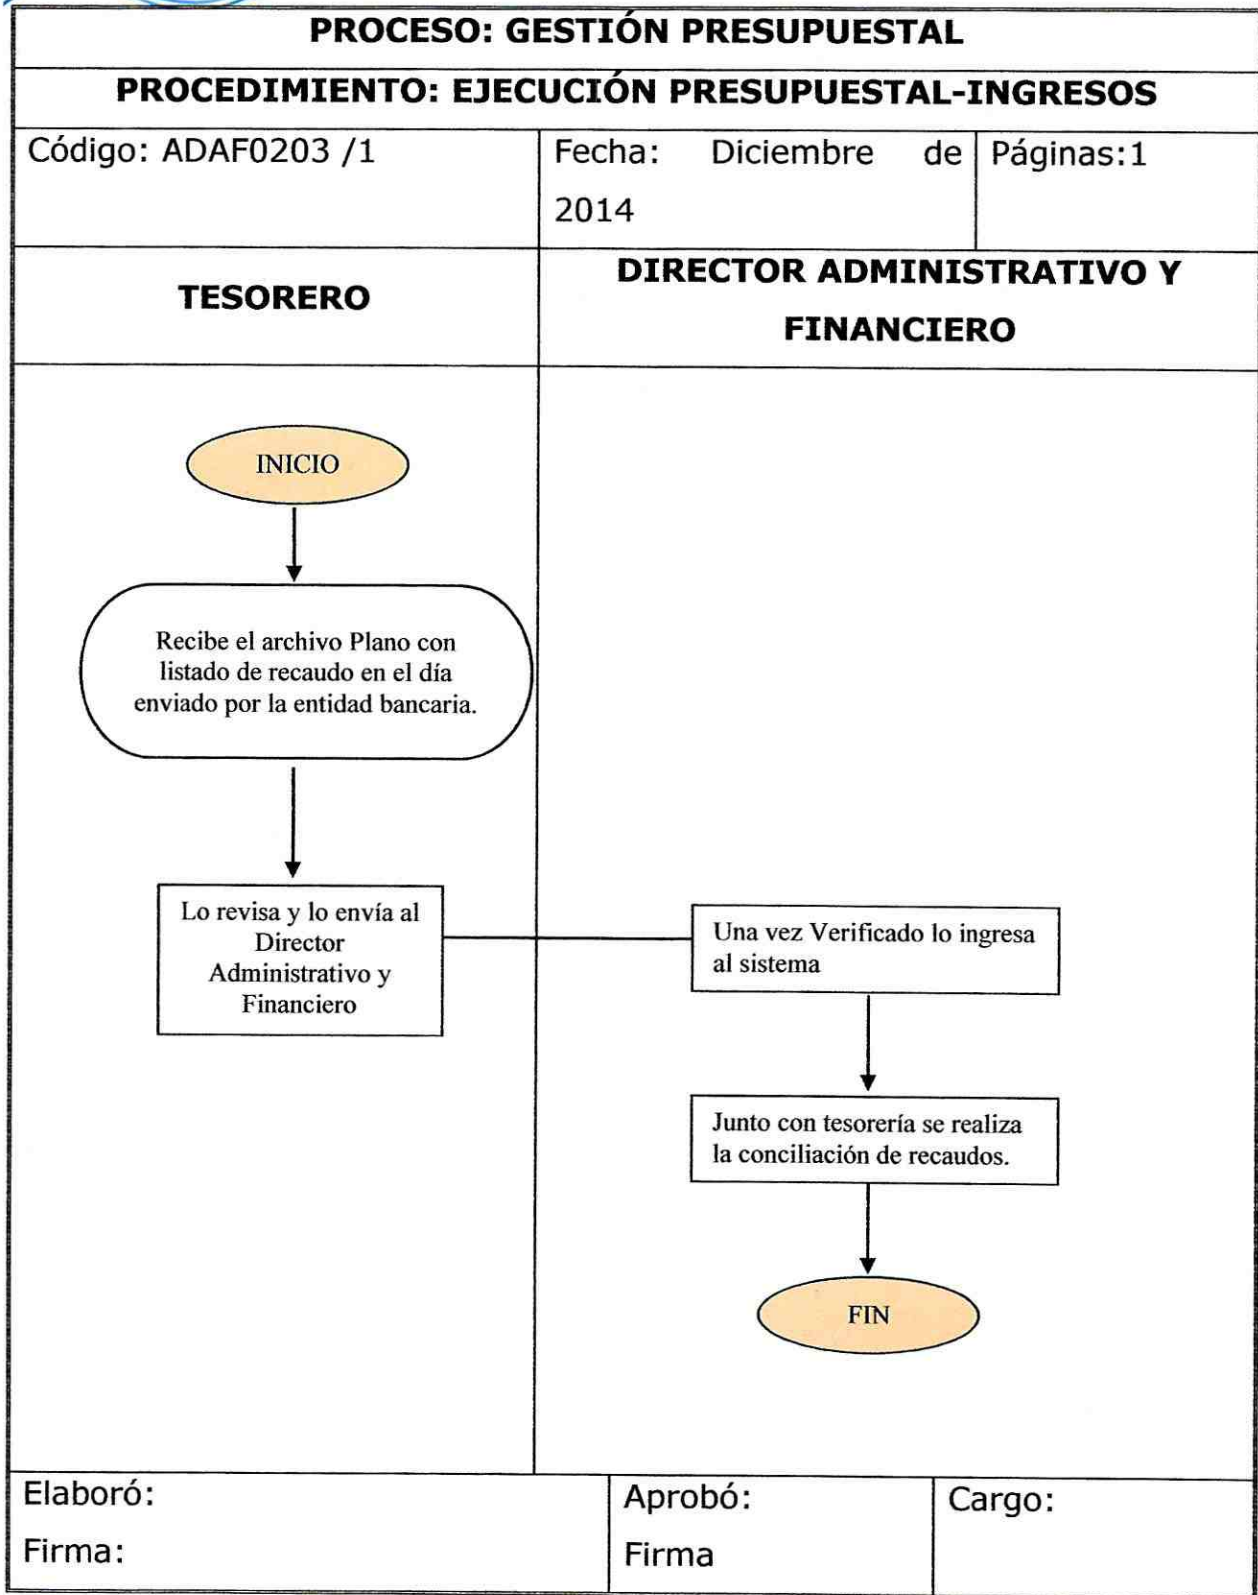 PROCESO: GESTIÓN PRESUPUESTAL
PROCEDIMIENTO: EJECUCIÓN PRESUPUESTAL-INGRESOS
Código: ADAF0203 /1
Fecha: Diciembre de
2014
Páginas:1
TESORERO
DIRECTOR ADMINISTRATIVO Y
FINANCIERO
INICIO
Recibe el archivo Plano con
listado de recaudo en el día
enviado por la entidad bancaria.
Lo revisa y lo envía al
Director
Administrativo y
Financiero
Una vez Verificado lo ingresa
al sistema
Junto con tesorería se realiza
la conciliación de recaudos.
FIN
Elaboró:
Firma:
Aprobó:
Firma
Cargo: